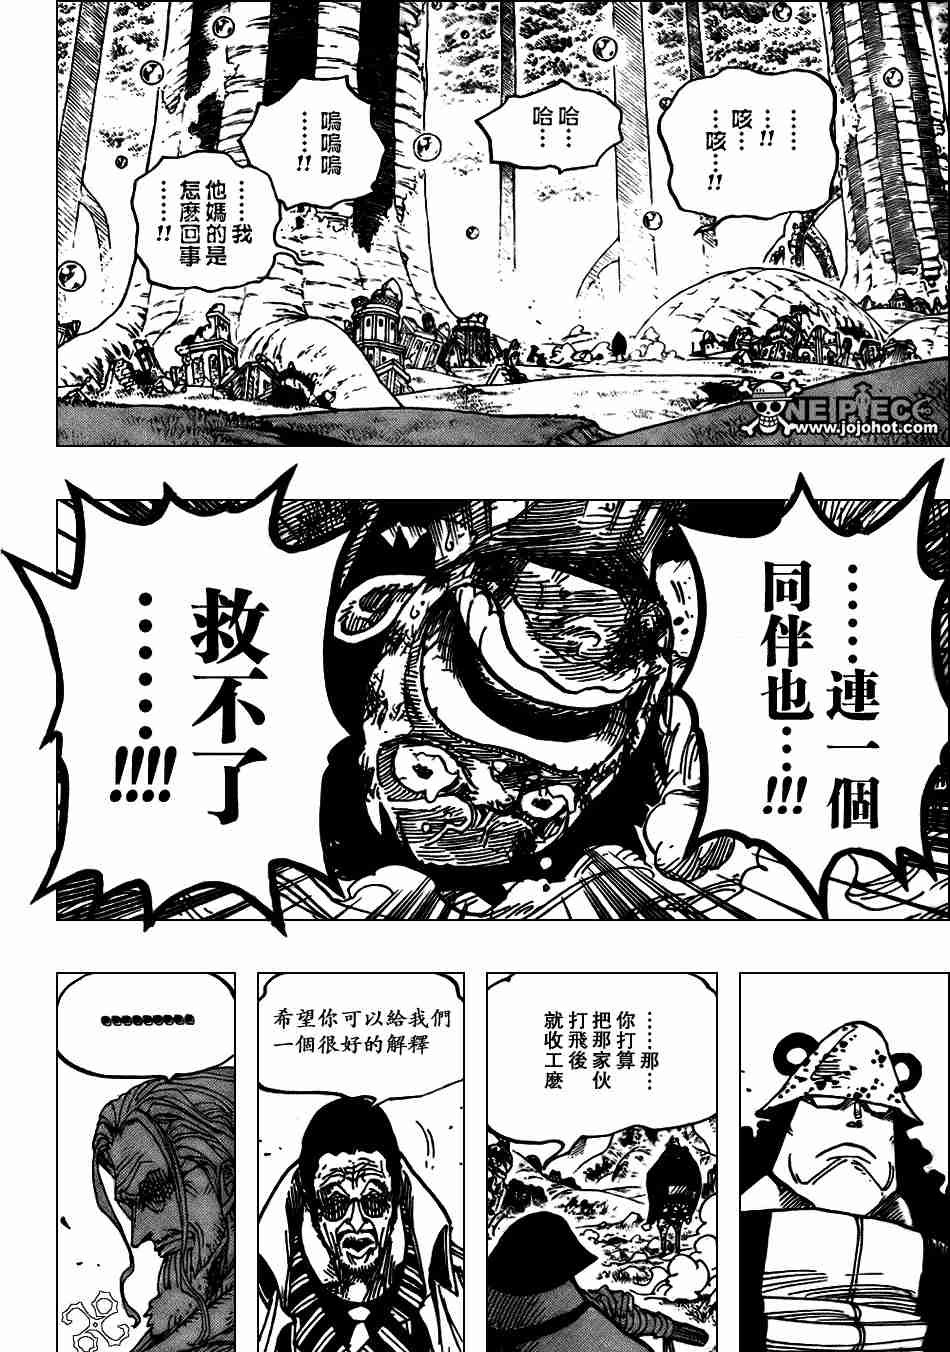 ……
…!!
咳…
…咳
…!!
哈…
哈…
嗚嗚嗚
……!!
……我
他媽的是
怎麼回事
!!
ONE PIECE
www.jojohot.com
……連一個
同伴也…!!!
救不了
……!!!!
……那…
你打算
把那家伙
打飛後
就收工麼
希望你可以給我們
一個很好的解釋
………